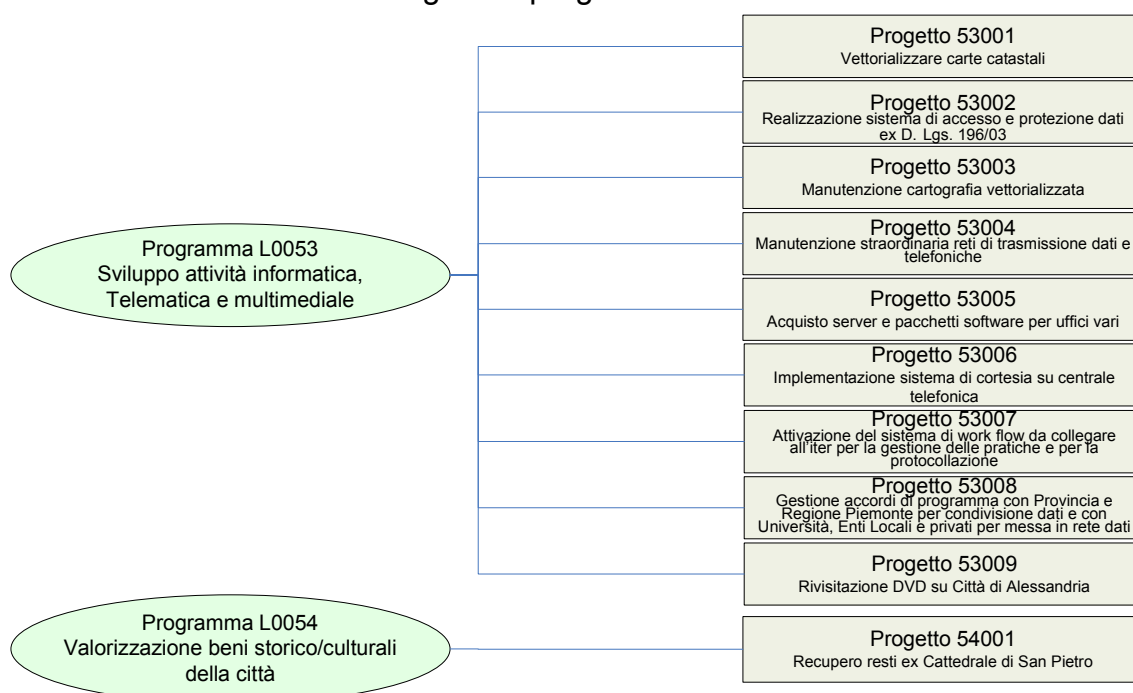 Programma L0053
Sviluppo attività informatica,
Telematica e multimediale
Progetto 53001
Vettorializzare carte catastali
Progetto 53002
Realizzazione sistema di accesso e protezione dati
ex D. Lgs. 196/03
Progetto 53003
Manutenzione cartografia vettorializzata
Progetto 53004
Manutenzione straordinaria reti di trasmissione dati e
telefoniche
Progetto 53005
Acquisto server e pacchetti software per uffici vari
Progetto 53006
Implementazione sistema di cortesia su centrale
telefonica
Progetto 53007
Attivazione del sistema di work flow da collegare
all'iter per la gestione delle pratiche e per la
protocollazione
Progetto 53008
Gestione accordi di programma con Provincia e
Regione Piemonte per condivisione dati e con
Università, Enti Locali e privati per messa in rete dati
Progetto 53009
Rivisitazione DVD su Città di Alessandria
Programma L0054
Valorizzazione beni storico/culturali
della città
Progetto 54001
Recupero resti ex Cattedrale di San Pietro